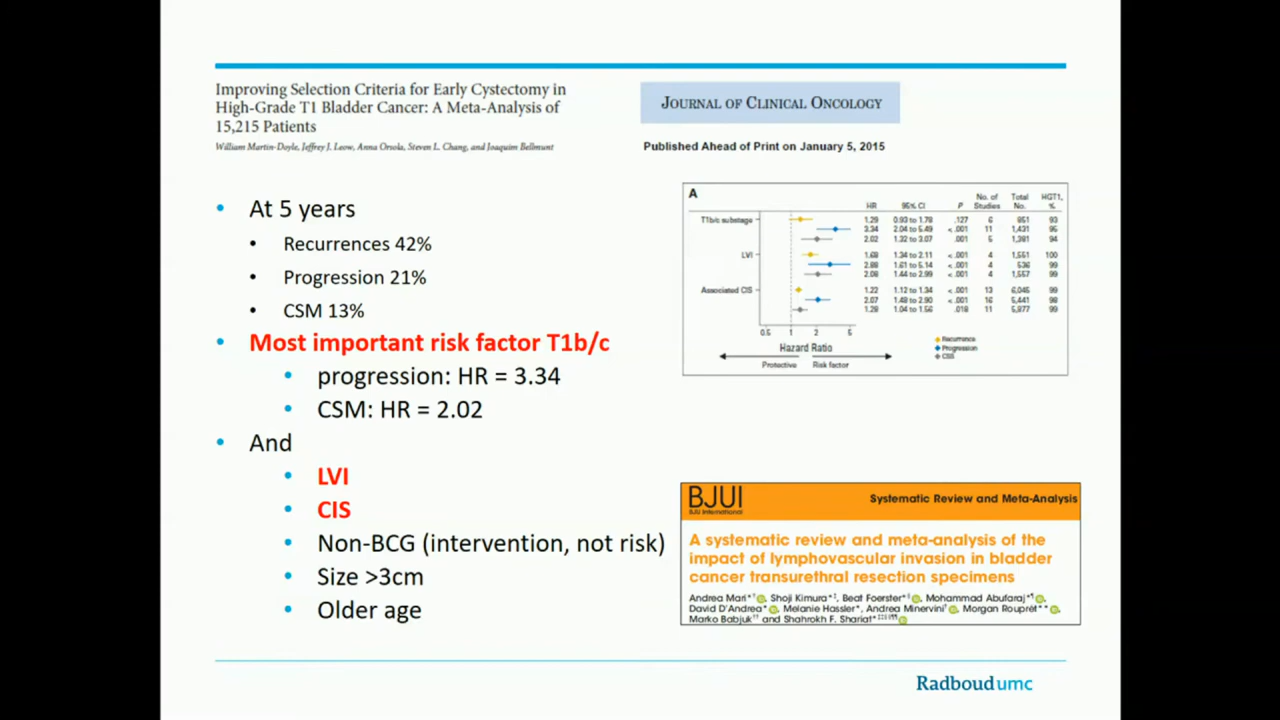 Improving Selection Criteria for Early Cystectomy in
High-Grade T1 Bladder Cancer: A Meta-Analysis of
15,215 Patients
William Martin-Doyle, Jeffrey J. Leow, Anna Orsola, Steven L. Chang, and Joaquim Bellmunt
JOURNAL OF CLINICAL ONCOLOGY
Published Ahead of Print on January 5, 2015
• At 5 years
• Recurrences 42%
• Progression 21%
• CSM 13%
• Most important risk factor T1b/c
• progression: HR = 3.34
• CSM: HR = 2.02
• And
• LVI
• CIS
• Non-BCG (intervention, not risk)
• Size >3cm
• Older age
A
HR 95% CI P No. of Studies Total No. HGT1, %
T1b/c substage 1.29 0.93 to 1.78 .127 6 951 93
3.34 2.04 to 5.49 < .001 11 1,431 95
2.02 1.32 to 3.07 .001 5 1,381 94
LVI 1.68 1.34 to 2.11 < .001 4 1,551 100
2.88 1.61 to 5.14 < .001 4 536 99
2.08 1.44 to 2.99 < .001 4 1,557 99
Associated CIS 1.22 1.12 to 1.34 < .001 13 6,045 99
2.07 1.48 to 2.90 < .001 16 5,441 98
1.28 1.04 to 1.56 .018 11 5,877 99
0.5 1 2 5
Hazard Ratio
Protective Risk factor
Recurrence
Progression
CSS
BJUI
BJU International
Systematic Review and Meta-Analysis
A systematic review and meta-analysis of the
impact of lymphovascular invasion in bladder
cancer transurethral resection specimens
Andrea Mari*, Shoji Kimura*, Beat Foerster*, Mohammad Abufaraj*,
David D'Andrea*, Melanie Hassler*, Andrea Minervini, Morgan Rouprêt**,
Marko Babjuk and Shahrokh F. Shariat*
Radboudumc